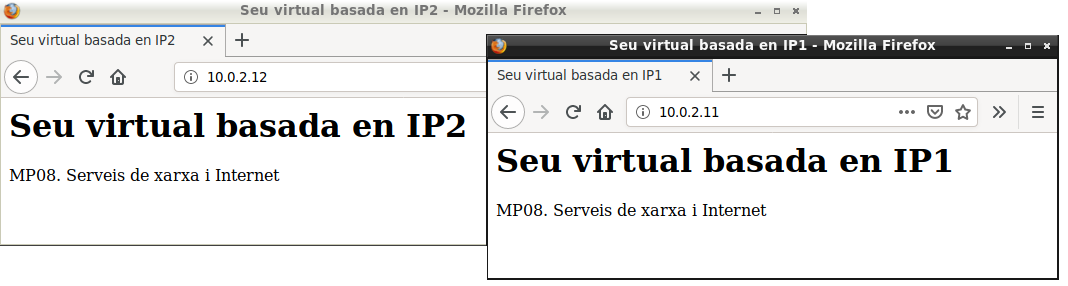 Seu virtual basada en IP2 - Mozilla Firefox
Seu virtual basada en IP2
10.0.2.12
Seu virtual basada en IP2
MP08. Serveis de xarxa i Internet
Seu virtual basada en IP1 - Mozilla Firefox
Seu virtual basada en IP1
10.0.2.11
Seu virtual basada en IP1
MP08. Serveis de xarxa i Internet